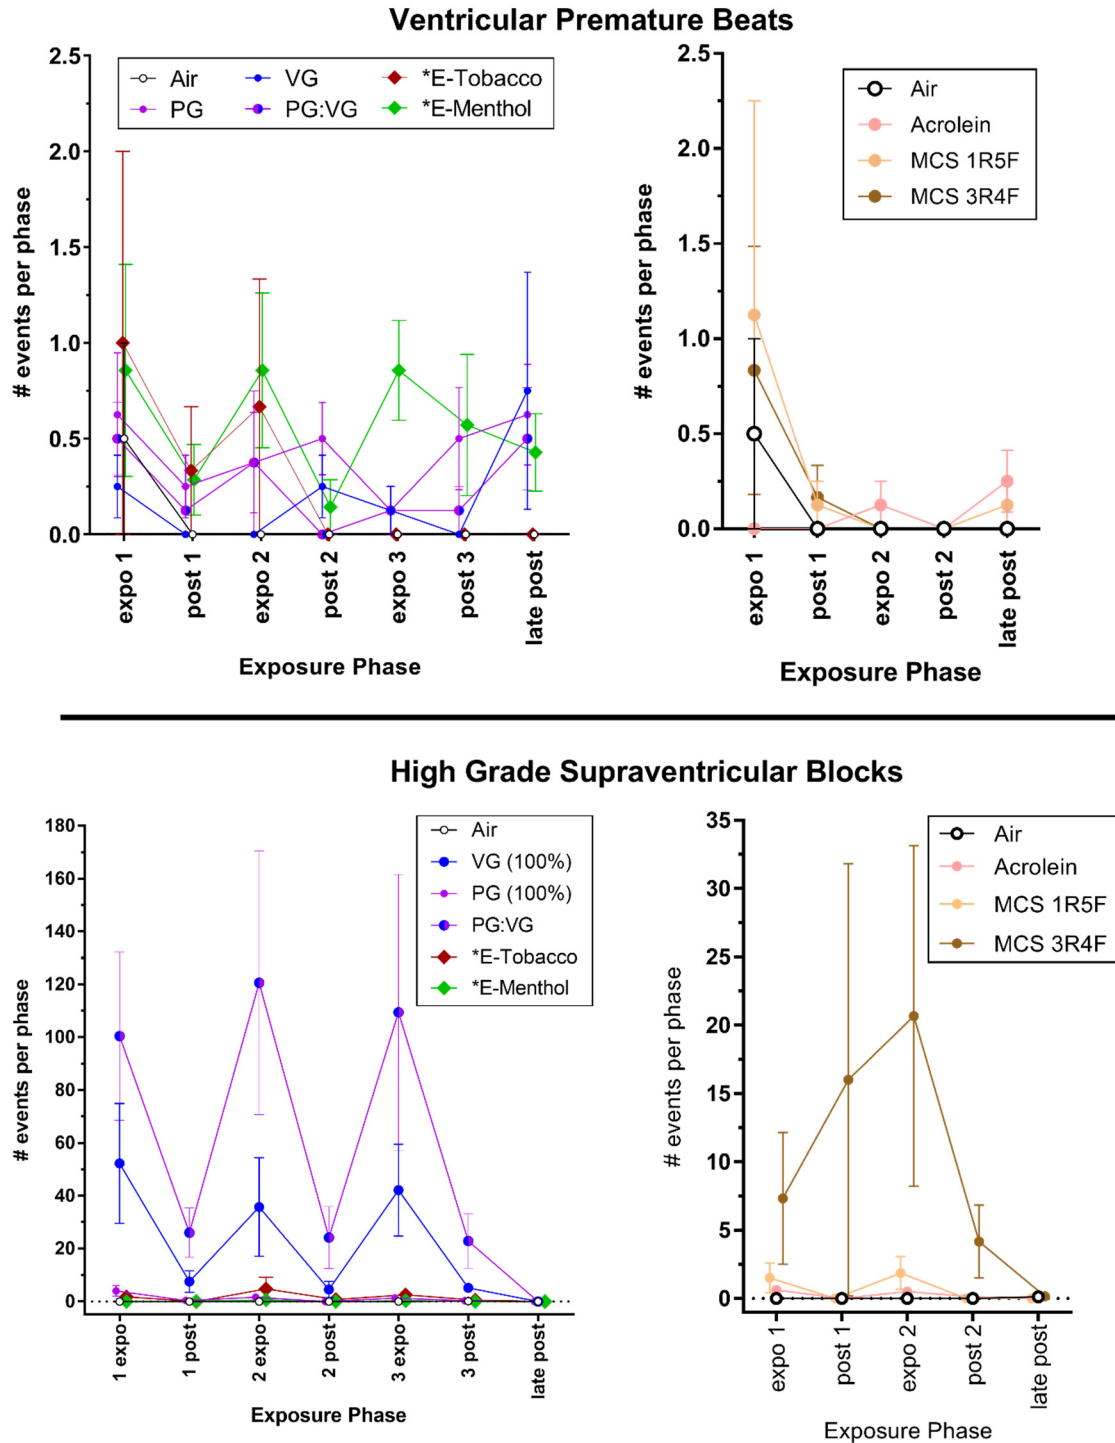 Ventricular Premature Beats
# events per phase
2.5
2.0
1.5
1.0
0.5
0.0
Air VG *E-Tobacco
PG PG:VG *E-Menthol
expo 1 post 1 expo 2 post 2 expo 3 post 3 late post
Exposure Phase
# events per phase
2.5
2.0
1.5
1.0
0.5
0.0
Air
Acrolein
MCS 1R5F
MCS 3R4F
expo 1 post 1 expo 2 post 2 late post
Exposure Phase
High Grade Supraventricular Blocks
# events per phase
180
160
140
120
100
80
60
40
20
0
Air
VG (100%)
PG (100%)
PG:VG
*E-Tobacco
*E-Menthol
1 expo 1 post 2 expo 2 post 3 expo 3 post late post
Exposure Phase
# events per phase
35
30
25
20
15
10
5
0
Air
Acrolein
MCS 1R5F
MCS 3R4F
expo 1 post 1 expo 2 post 2 late post
Exposure Phase